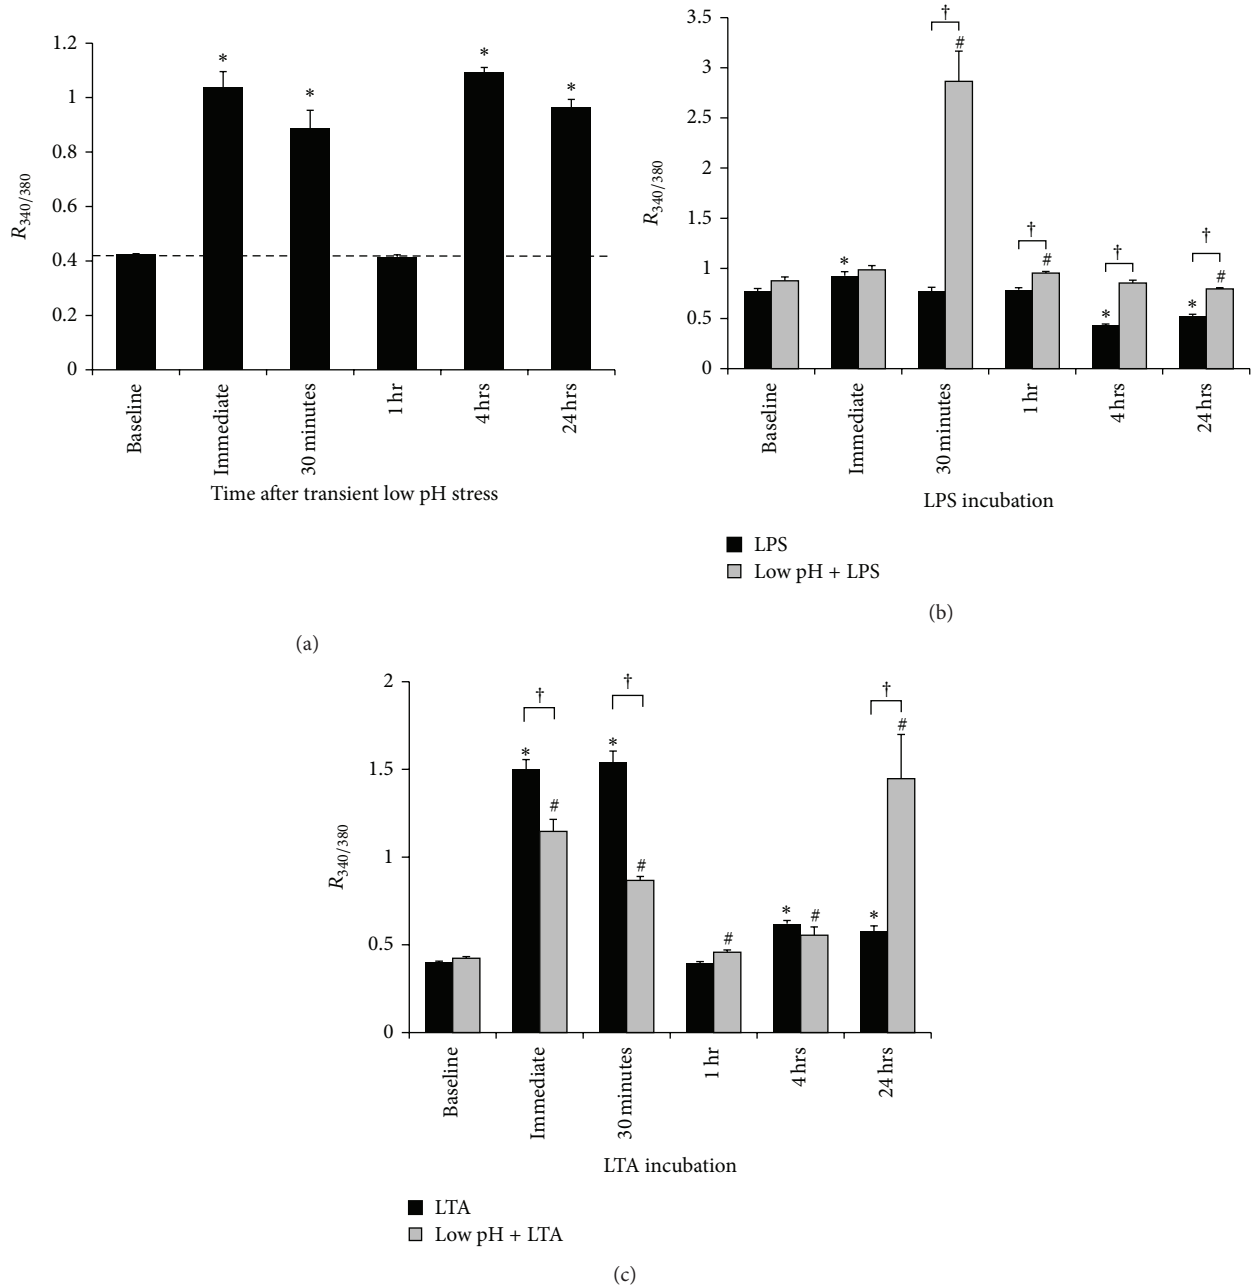 1.2
1
0.8
0.6
0.4
0.2
0
R340/380
* * * *
Baseline
Immediate
30 minutes
1 hr
4 hrs
24 hrs
Time after transient low pH stress
(a)
3.5
3
2.5
2
1.5
1
0.5
0
R340/380
† † † †
* # # * * #
Baseline
Immediate
30 minutes
1 hr
4 hrs
24 hrs
LPS incubation
LPS
Low pH + LPS
(b)
2
1.5
1
0.5
0
R340/380
† † †
* # * # # * # * #
Baseline
Immediate
30 minutes
1 hr
4 hrs
24 hrs
LTA incubation
LTA
Low pH + LTA
(c)